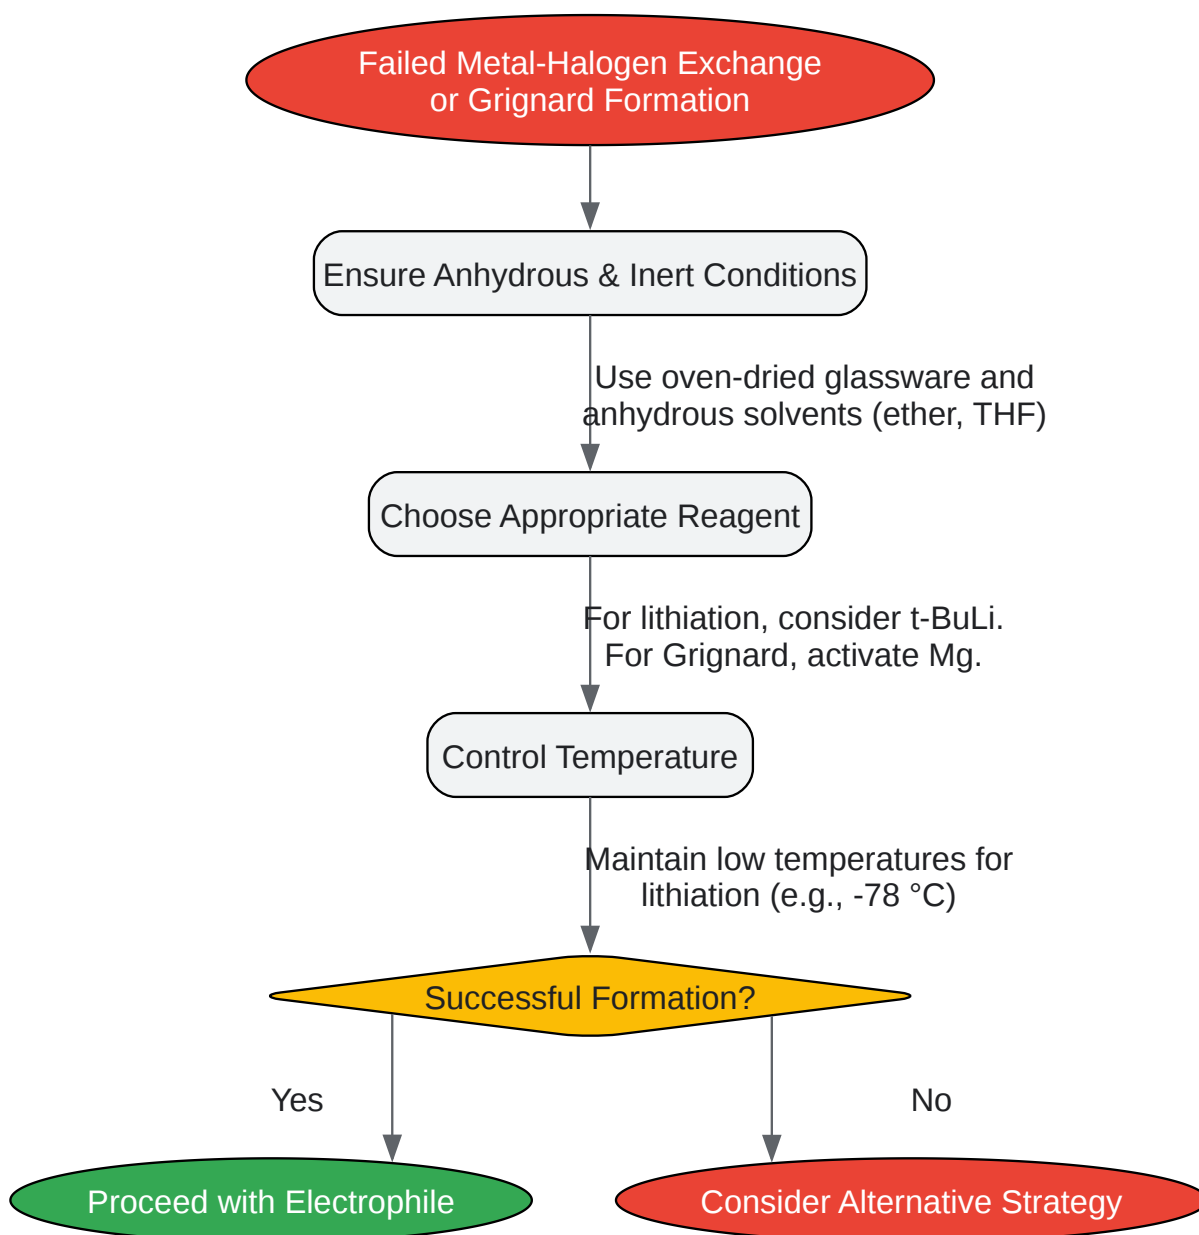 Failed Metal-Halogen Exchange
or Grignard Formation
Ensure Anhydrous & Inert Conditions
Use oven-dried glassware and
anhydrous solvents (ether, THF)
Choose Appropriate Reagent
For lithiation, consider t-BuLi.
For Grignard, activate Mg.
Control Temperature
Maintain low temperatures for
lithiation (e.g., -78 °C)
Successful Formation?
Yes
No
Proceed with Electrophile
Consider Alternative Strategy